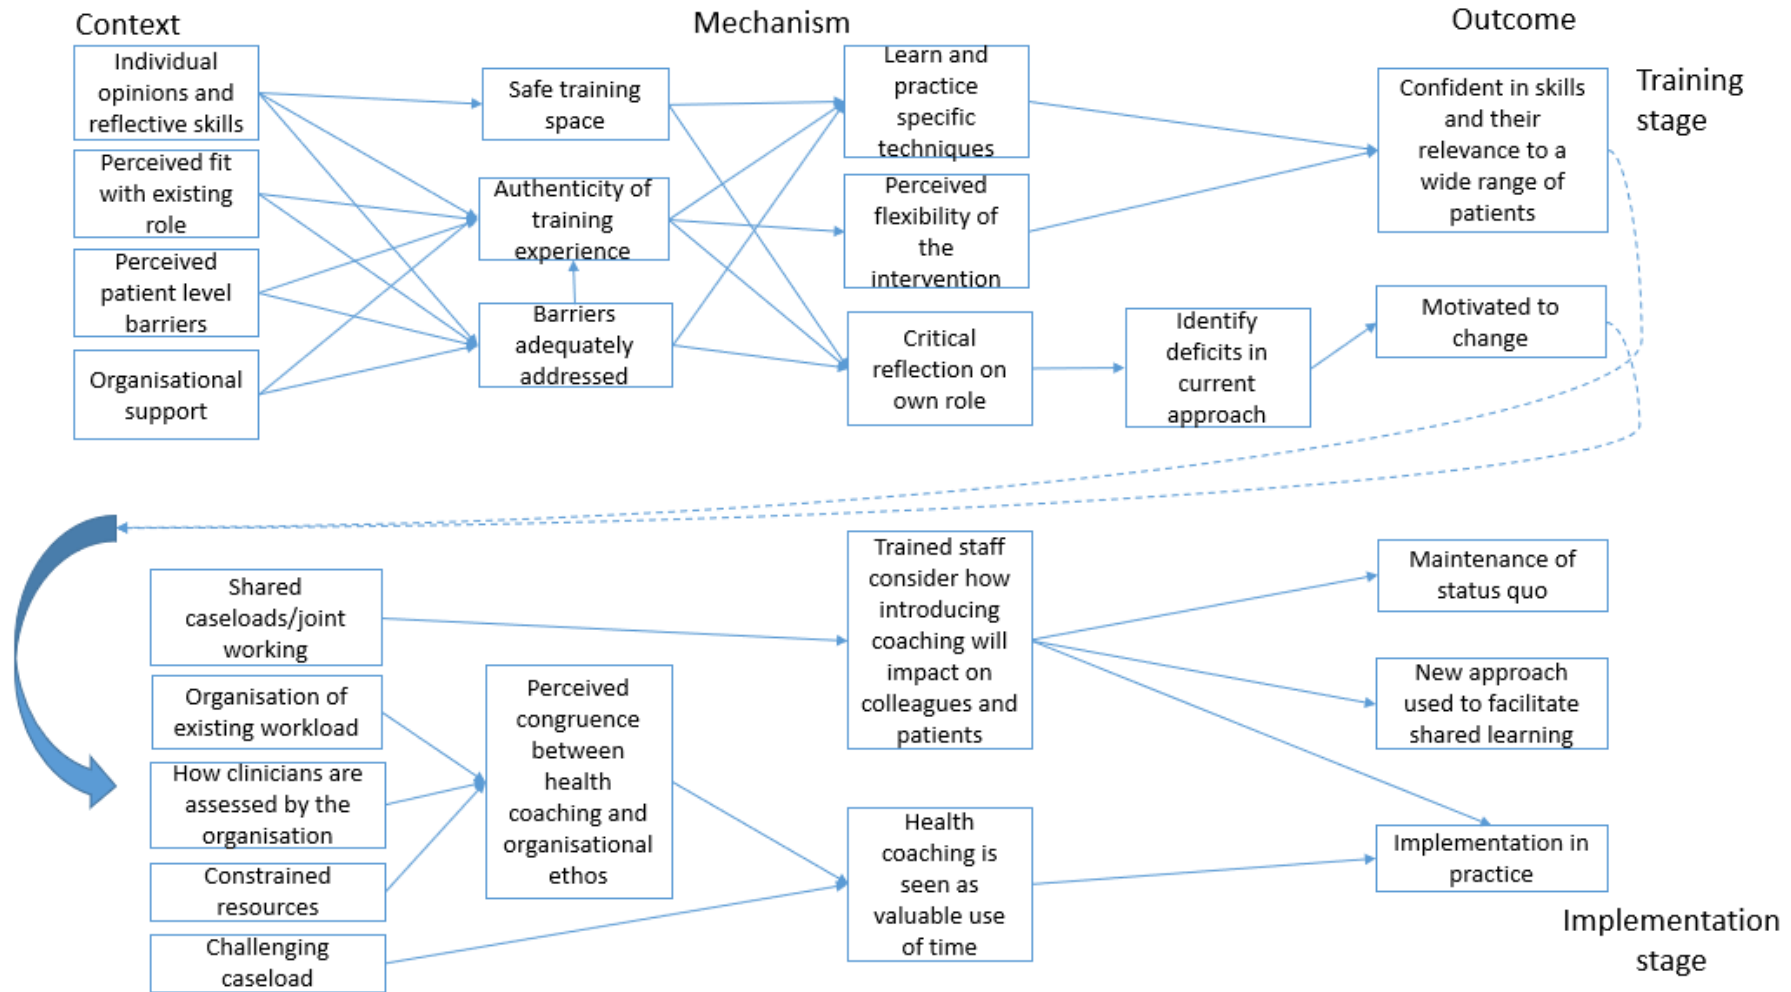 Context
Mechanism
Outcome
Individual
opinions and
reflective skills
Perceived fit
with existing
role
Perceived
patient level
barriers
Organisational
support
Safe training
space
Authenticity of
training
experience
Barriers
adequately
addressed
Learn and
practice
specific
techniques
Perceived
flexibility of
the
intervention
Critical
reflection on
own role
Identify
deficits in
current
approach
Confident in skills
and their
relevance to a
wide range of
patients
Motivated to
change
Training
stage
Shared
caseloads/joint
working
Organisation of
existing workload
How clinicians are
assessed by the
organisation
Constrained
resources
Challenging
caseload
Perceived
congruence
between
health
coaching and
organisational
ethos
Trained staff
consider how
introducing
coaching will
impact on
colleagues and
patients
Health
coaching is
seen as
valuable use
of time
Maintenance of
status quo
New approach
used to facilitate
shared learning
Implementation in
practice
Implementation
stage